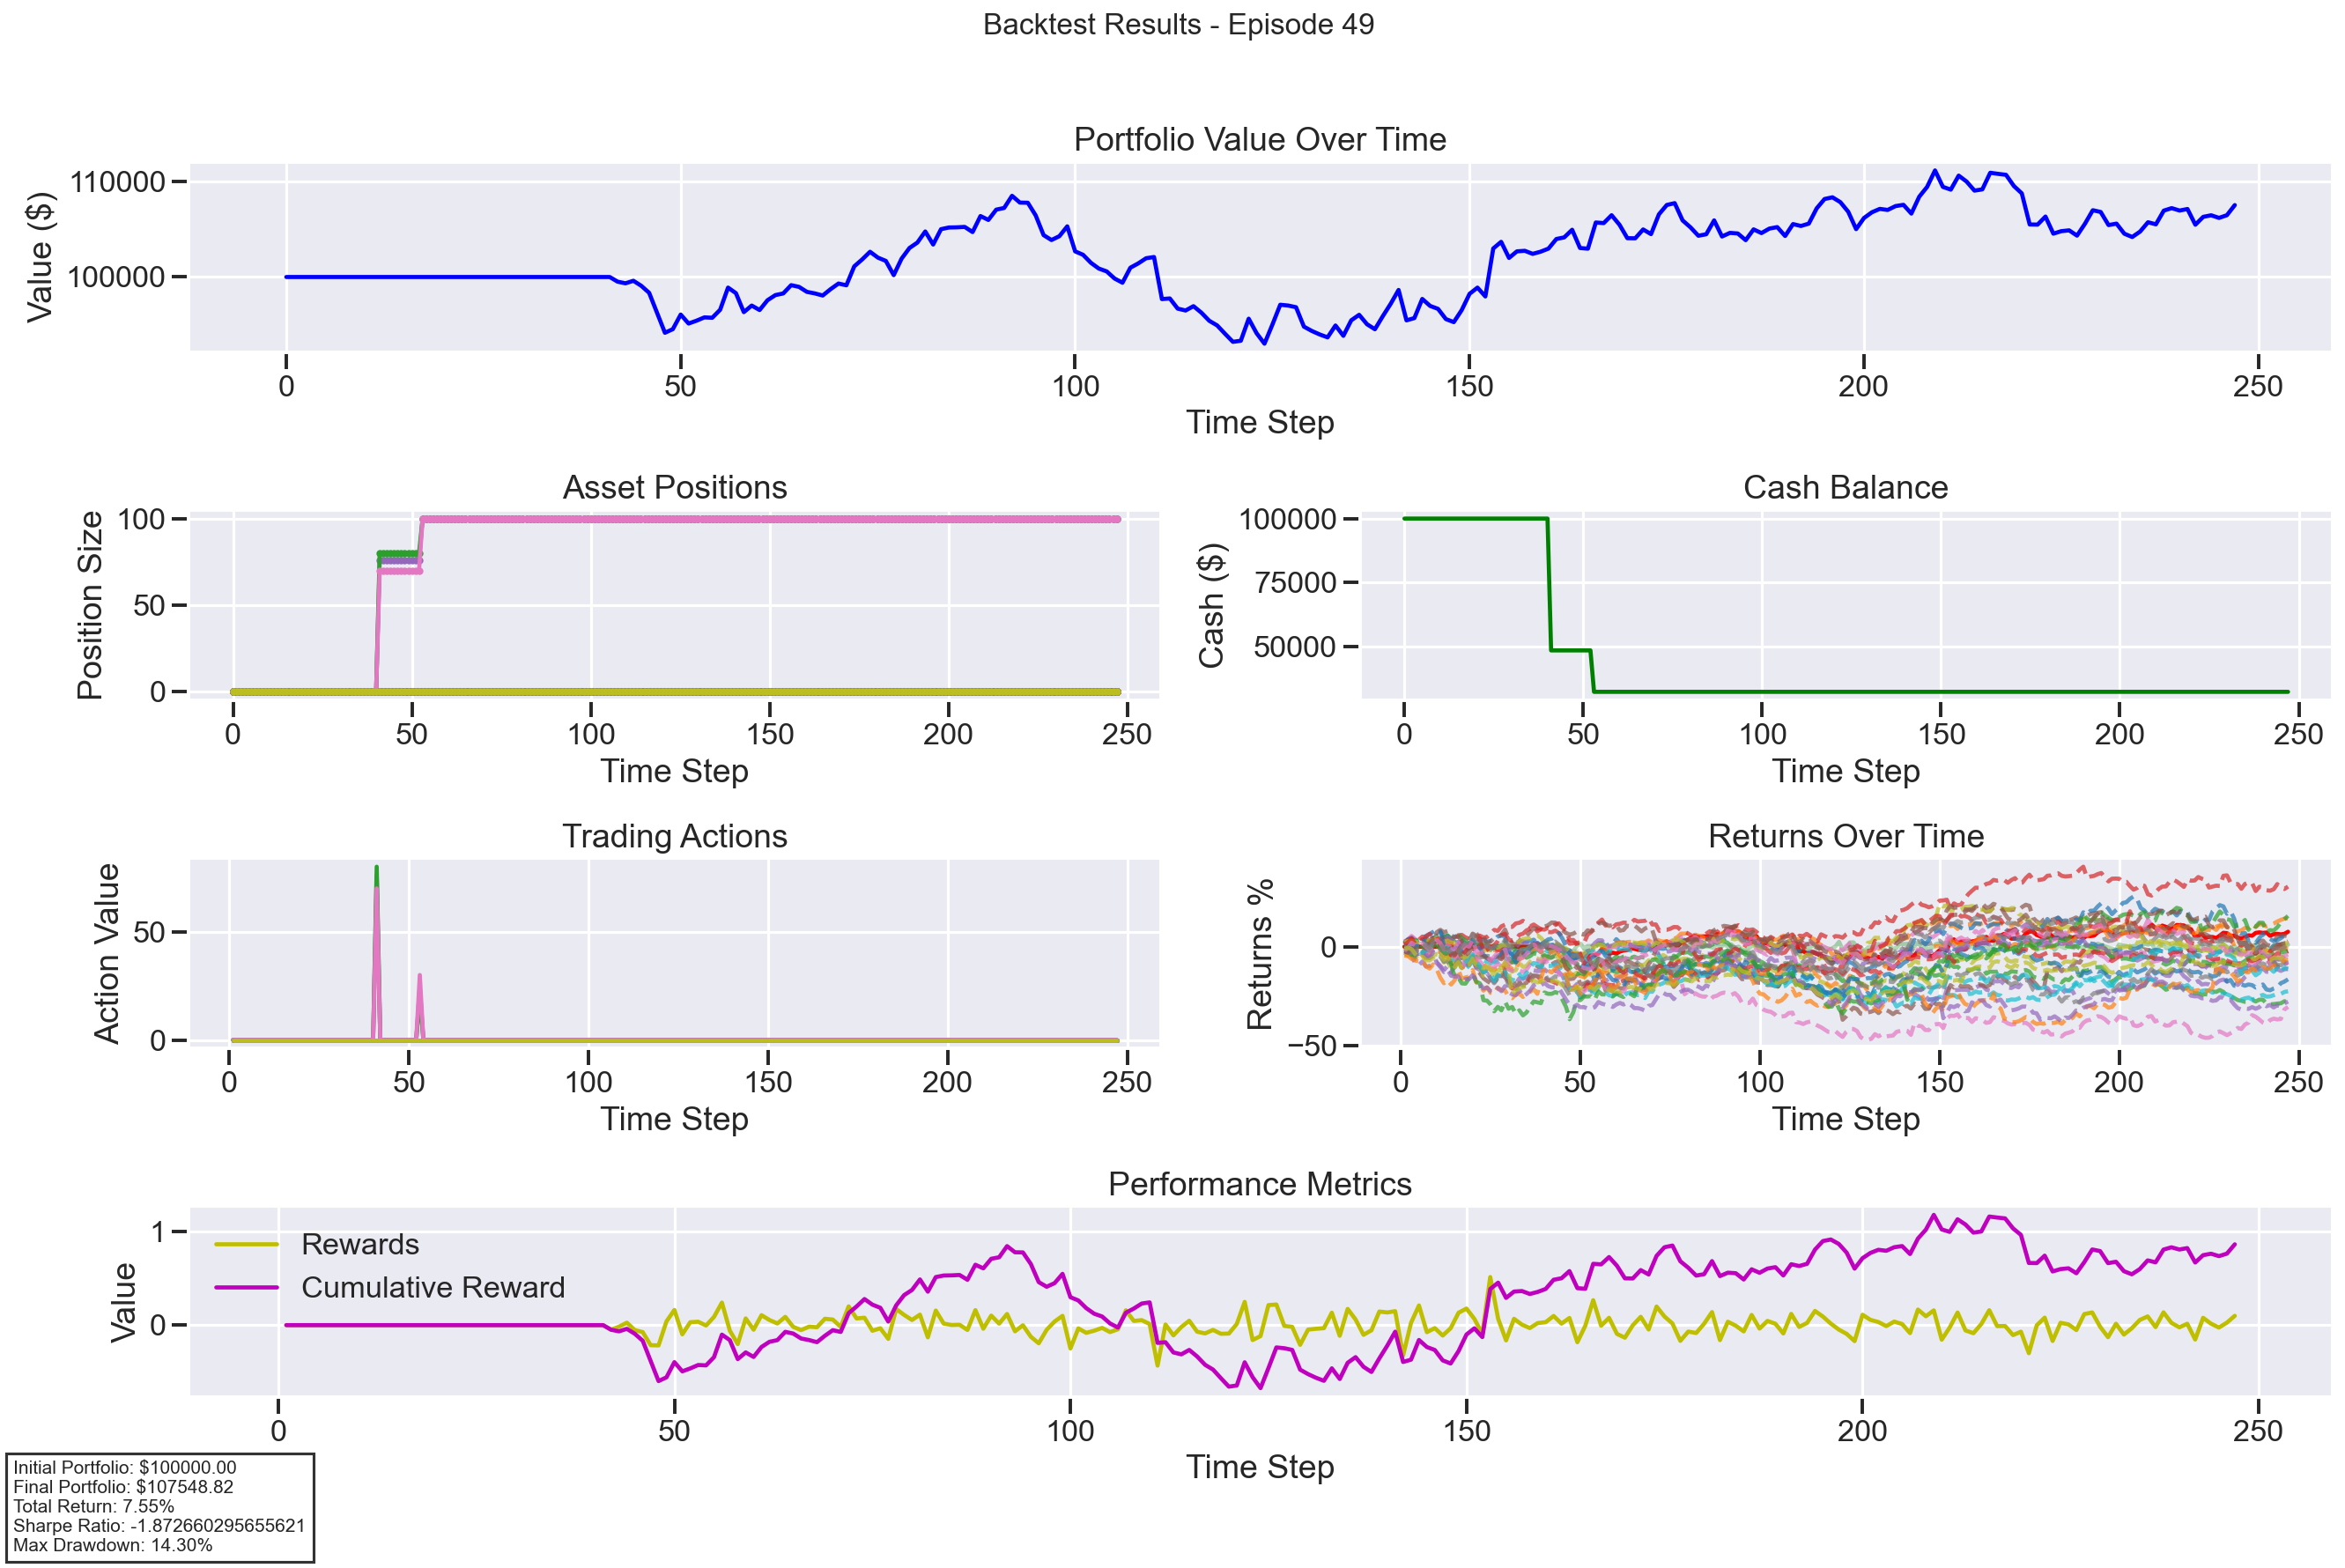 Backtest Results - Episode 49
Portfolio Value Over Time
Value ($)
110000
100000
0 50 100 150 200 250
Time Step
Asset Positions
Position Size
100
50
0
0 50 100 150 200 250
Time Step
Cash Balance
Cash ($)
100000
75000
50000
0 50 100 150 200 250
Time Step
Trading Actions
Action Value
50
0
0 50 100 150 200 250
Time Step
Returns Over Time
Returns %
0
−50
0 50 100 150 200 250
Time Step
Performance Metrics
Value
1
0
Rewards
Cumulative Reward
0 50 100 150 200 250
Time Step
Initial Portfolio: $100000.00
Final Portfolio: $107548.82
Total Return: 7.55%
Sharpe Ratio: -1.872660295655621
Max Drawdown: 14.30%